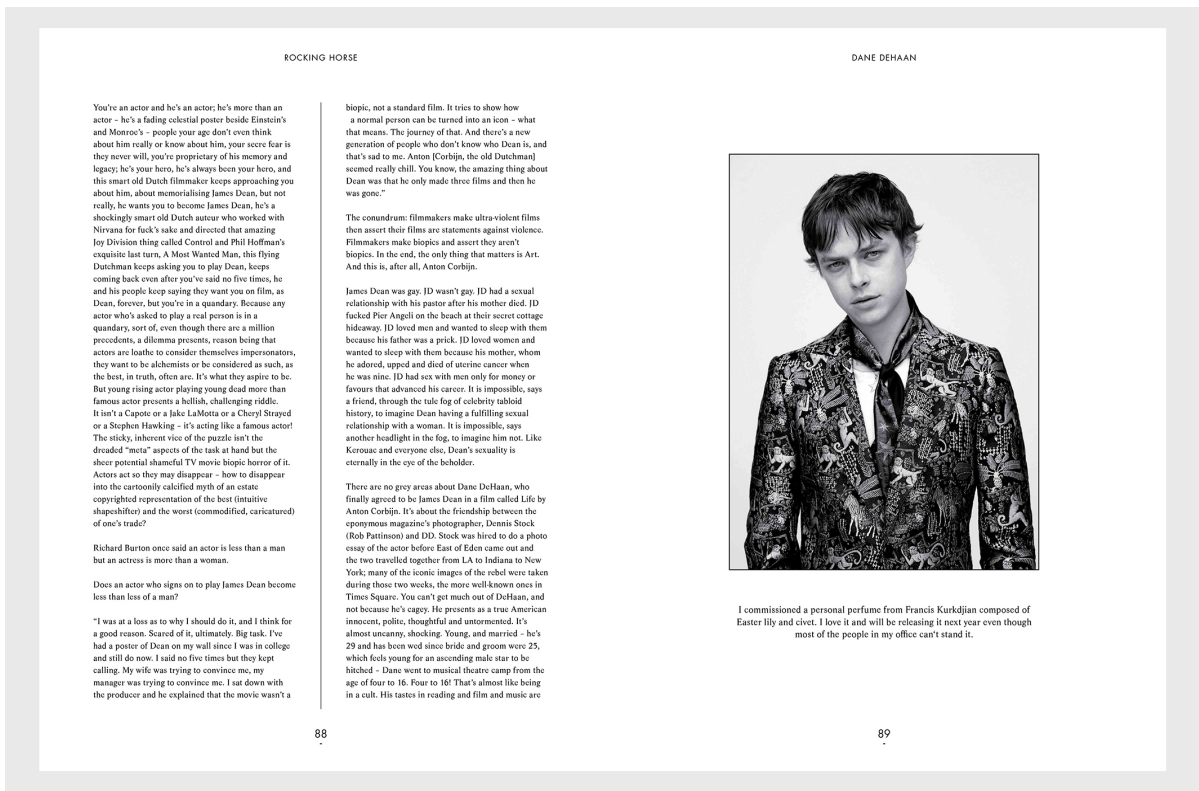 ROCKING HORSE
You're an actor and he's an actor; he's more than an
actor – he's a fading celestial poster beside Einstein's
and Monroe's – people your age don't even think
about him really or know about him, your secre fear is
they never will, you're proprietary of his memory and
legacy; he's your hero, he's always been your hero, and
this smart old Dutch filmmaker keeps approaching you
about him, about memorialising James Dean, but not
really, he wants you to become James Dean, he's a
shockingly smart old Dutch auteur who worked with
Nirvana for fuck's sake and directed that amazing
Joy Division thing called Control and Phil Hoffman's
exquisite last turn, A Most Wanted Man, this flying
Dutchman keeps asking you to play Dean, keeps
coming back even after you've said no five times, he
and his people keep saying they want you on film, as
Dean, forever, but you're in a quandary. Because any
actor who's asked to play a real person is in a
quandary, sort of, even though there are a million
precedents, a dilemma presents, reason being that
actors are loathe to consider themselves impersonators,
they want to be alchemists or be considered as such, as
the best, in truth, often are. It's what they aspire to be.
But young rising actor playing young dead more than
famous actor presents a hellish, challenging riddle.
It isn't a Capote or a Jake LaMotta or a Cheryl Strayed
or a Stephen Hawking – it's acting like a famous actor!
The sticky, inherent vice of the puzzle isn't the
dreaded “meta” aspects of the task at hand but the
sheer potential shameful TV movie biopic horror of it.
Actors act so they may disappear – how to disappear
into the cartoonily calcified myth of an estate
copyrighted representation of the best (intuitive
shapeshifter) and the worst (commodified, caricatured)
of one's trade?
Richard Burton once said an actor is less than a man
but an actress is more than a woman.
Does an actor who signs on to play James Dean become
less than less of a man?
“I was at a loss as to why I should do it, and I think for
a good reason. Scared of it, ultimately. Big task. I've
had a poster of Dean on my wall since I was in college
and still do now. I said no five times but they kept
calling. My wife was trying to convince me, my
manager was trying to convince me. I sat down with
the producer and he explained that the movie wasn't a
biopic, not a standard film. It tries to show how
a normal person can be turned into an icon – what
that means. The journey of that. And there's a new
generation of people who don't know who Dean is, and
that's sad to me. Anton [Corbijn, the old Dutchman]
seemed really chill. You know, the amazing thing about
Dean was that he only made three films and then he
was gone.”
The conundrum: filmmakers make ultra-violent films
then assert their films are statements against violence.
Filmmakers make biopics and assert they aren't
biopics. In the end, the only thing that matters is Art.
And this is, after all, Anton Corbijn.
James Dean was gay. JD wasn't gay. JD had a sexual
relationship with his pastor after his mother died. JD
fucked Pier Angeli on the beach at their secret cottage
hideaway. JD loved men and wanted to sleep with them
because his father was a prick. JD loved women and
wanted to sleep with them because his mother, whom
he adored, upped and died of uterine cancer when
he was nine. JD had sex with men only for money or
favours that advanced his career. It is impossible, says
a friend, through the tule fog of celebrity tabloid
history, to imagine Dean having a fulfilling sexual
relationship with a woman. It is impossible, says
another headlight in the fog, to imagine him not. Like
Kerouac and everyone else, Dean's sexuality is
eternally in the eye of the beholder.
There are no grey areas about Dane DeHaan, who
finally agreed to be James Dean in a film called Life by
Anton Corbijn. It's about the friendship between the
eponymous magazine's photographer, Dennis Stock
(Rob Pattinson) and DD. Stock was hired to do a photo
essay of the actor before East of Eden came out and
the two travelled together from LA to Indiana to New
York; many of the iconic images of the rebel were taken
during those two weeks, the more well-known ones in
Times Square. You can't get much out of DeHaan, and
not because he's cagey. He presents as a true American
innocent, polite, thoughtful and untormented. It's
almost uncanny, shocking. Young, and married – he's
29 and has been wed since bride and groom were 25,
which feels young for an ascending male star to be
hitched – Dane went to musical theatre camp from the
age of four to 16. Four to 16! That's almost like being
in a cult. His tastes in reading and film and music are
88
-
DANE DEHAAN
I commissioned a personal perfume from Francis Kurkdjian composed of
Easter lily and civet. I love it and will be releasing it next year even though
most of the people in my office can't stand it.
89
-